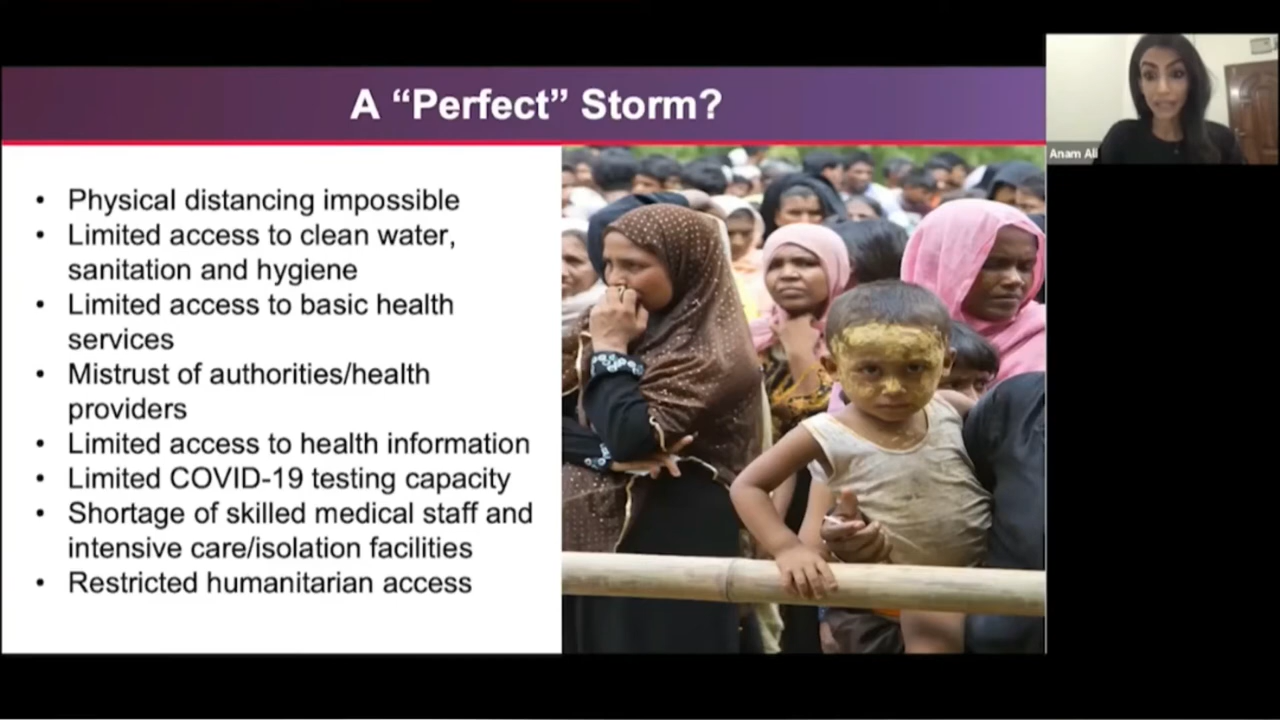 A “Perfect” Storm?
• Physical distancing impossible
• Limited access to clean water,
sanitation and hygiene
• Limited access to basic health
services
• Mistrust of authorities/health
providers
• Limited access to health information
• Limited COVID-19 testing capacity
• Shortage of skilled medical staff and
intensive care/isolation facilities
• Restricted humanitarian access
Anam Ali